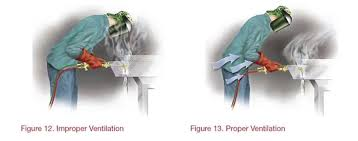 Figure 12. Improper Ventilation
Figure 13. Proper Ventilation